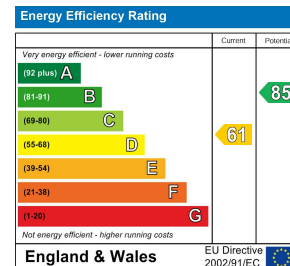 Energy Efficiency Rating
Current Potential
Very energy efficient - lower running costs
(92 plus) A
(81-91) B
85
(69-80) C
(55-68) D
61
(39-54) E
(21-38) F
(1-20) G
Not energy efficient - higher running costs
England & Wales
EU Directive
2002/91/EC